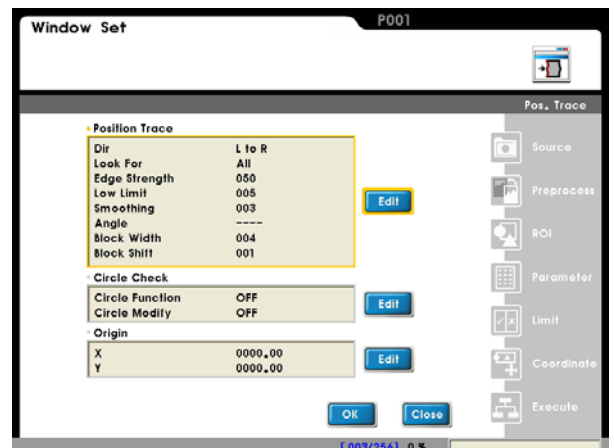 Window Set
P001
Pos. Trace
Position Trace
Dir L to R
Look For All
Edge Strength 050
Low Limit 005
Smoothing 003
Angle ----
Block Width 004
Block Shift 001
Edit
Circle Check
Circle Function OFF
Circle Modify OFF
Edit
Origin
X 0000.00
Y 0000.00
Edit
OK Close
Source
Preprocess
ROI
Parameter
Limit
Coordinate
Execute
[003/256] 0 %